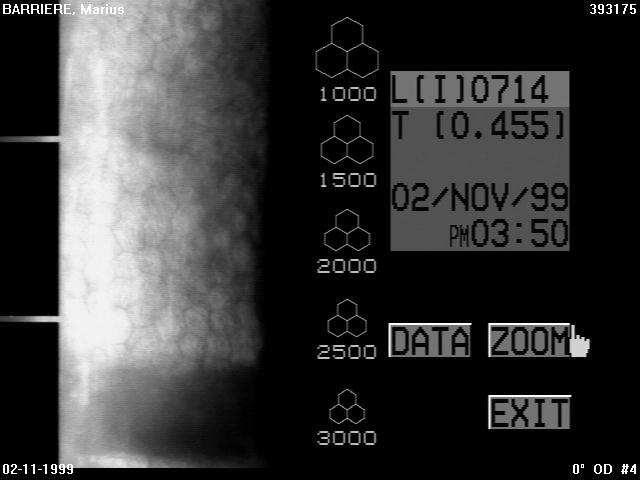 BARRIERE, Marius
393175
1000
1500
2000
2500
3000
L(I)0714
T (0.455)
02/NOV/99
PM03:50
DATA ZOOM
EXIT
02-11-1999
0° OD #4